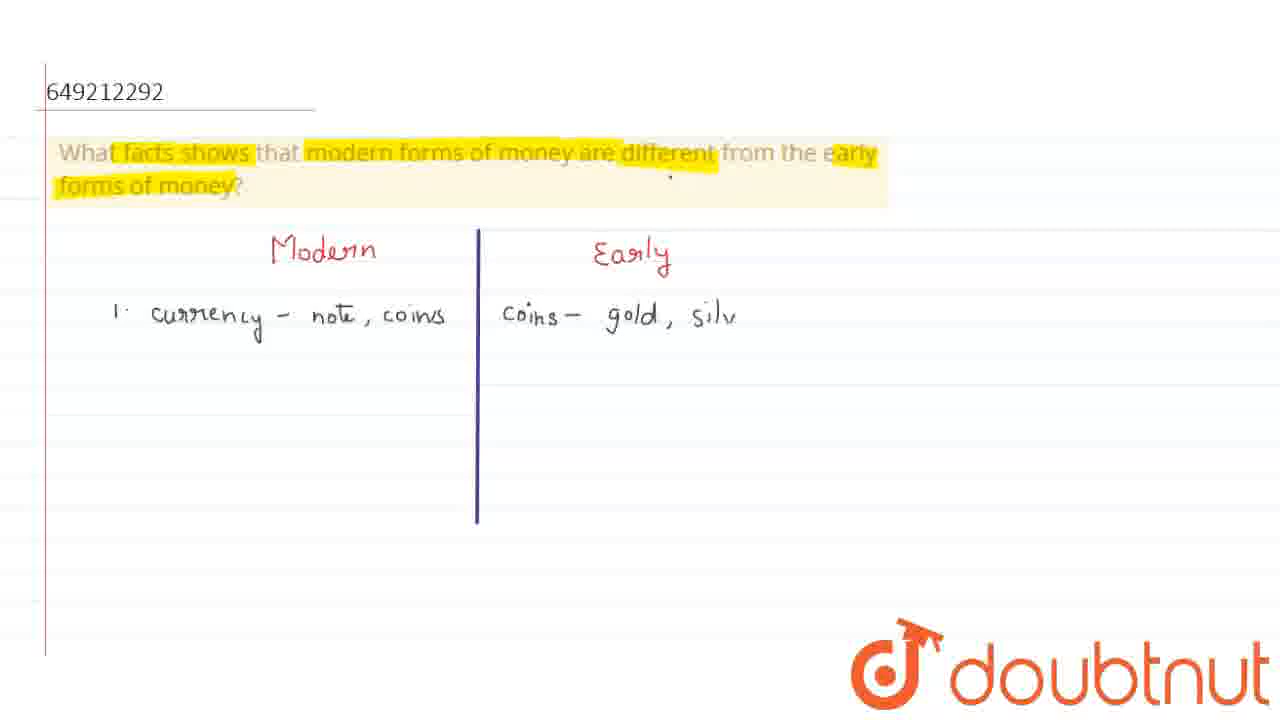 649212292
What facts shows that modern forms of money are different from the early
forms of money?
Modern Early
1. currency - note, coins coins - gold, silv
doubtnut